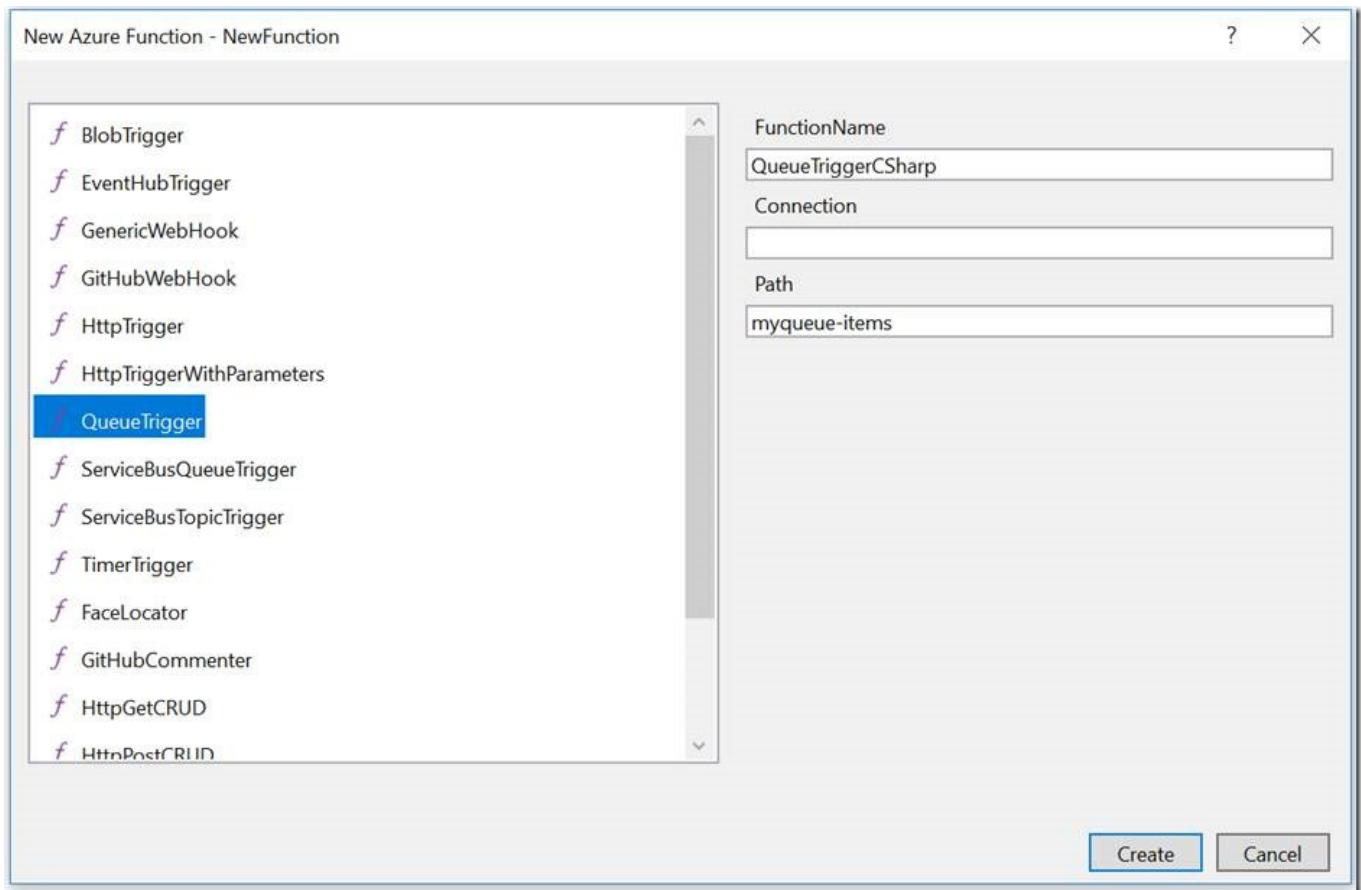 New Azure Function - NewFunction
?
BlobTrigger
EventHubTrigger
GenericWebHook
GitHubWebHook
HttpTrigger
HttpTriggerWithParameters
QueueTrigger
ServiceBusQueueTrigger
ServiceBusTopicTrigger
TimerTrigger
FaceLocator
GitHubCommenter
HttpGetCRUD
HttpPostCRUD
FunctionName
QueueTriggerCSharp
Connection
Path
myqueue-items
Create
Cancel